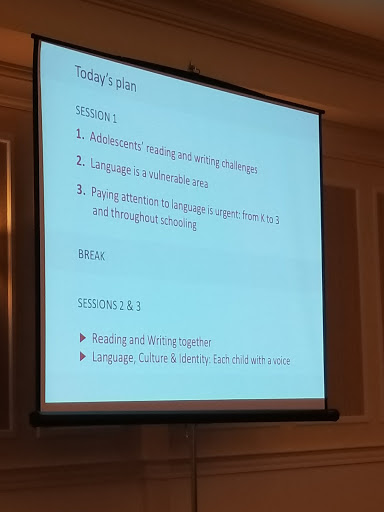 Today's plan
SESSION 1
1. Adolescents' reading and writing challenges
2. Language is a vulnerable area
3. Paying attention to language is urgent: from K to 3
and throughout schooling
BREAK
SESSIONS 2 & 3
▶ Reading and Writing together
▶ Language, Culture & Identity: Each child with a voice